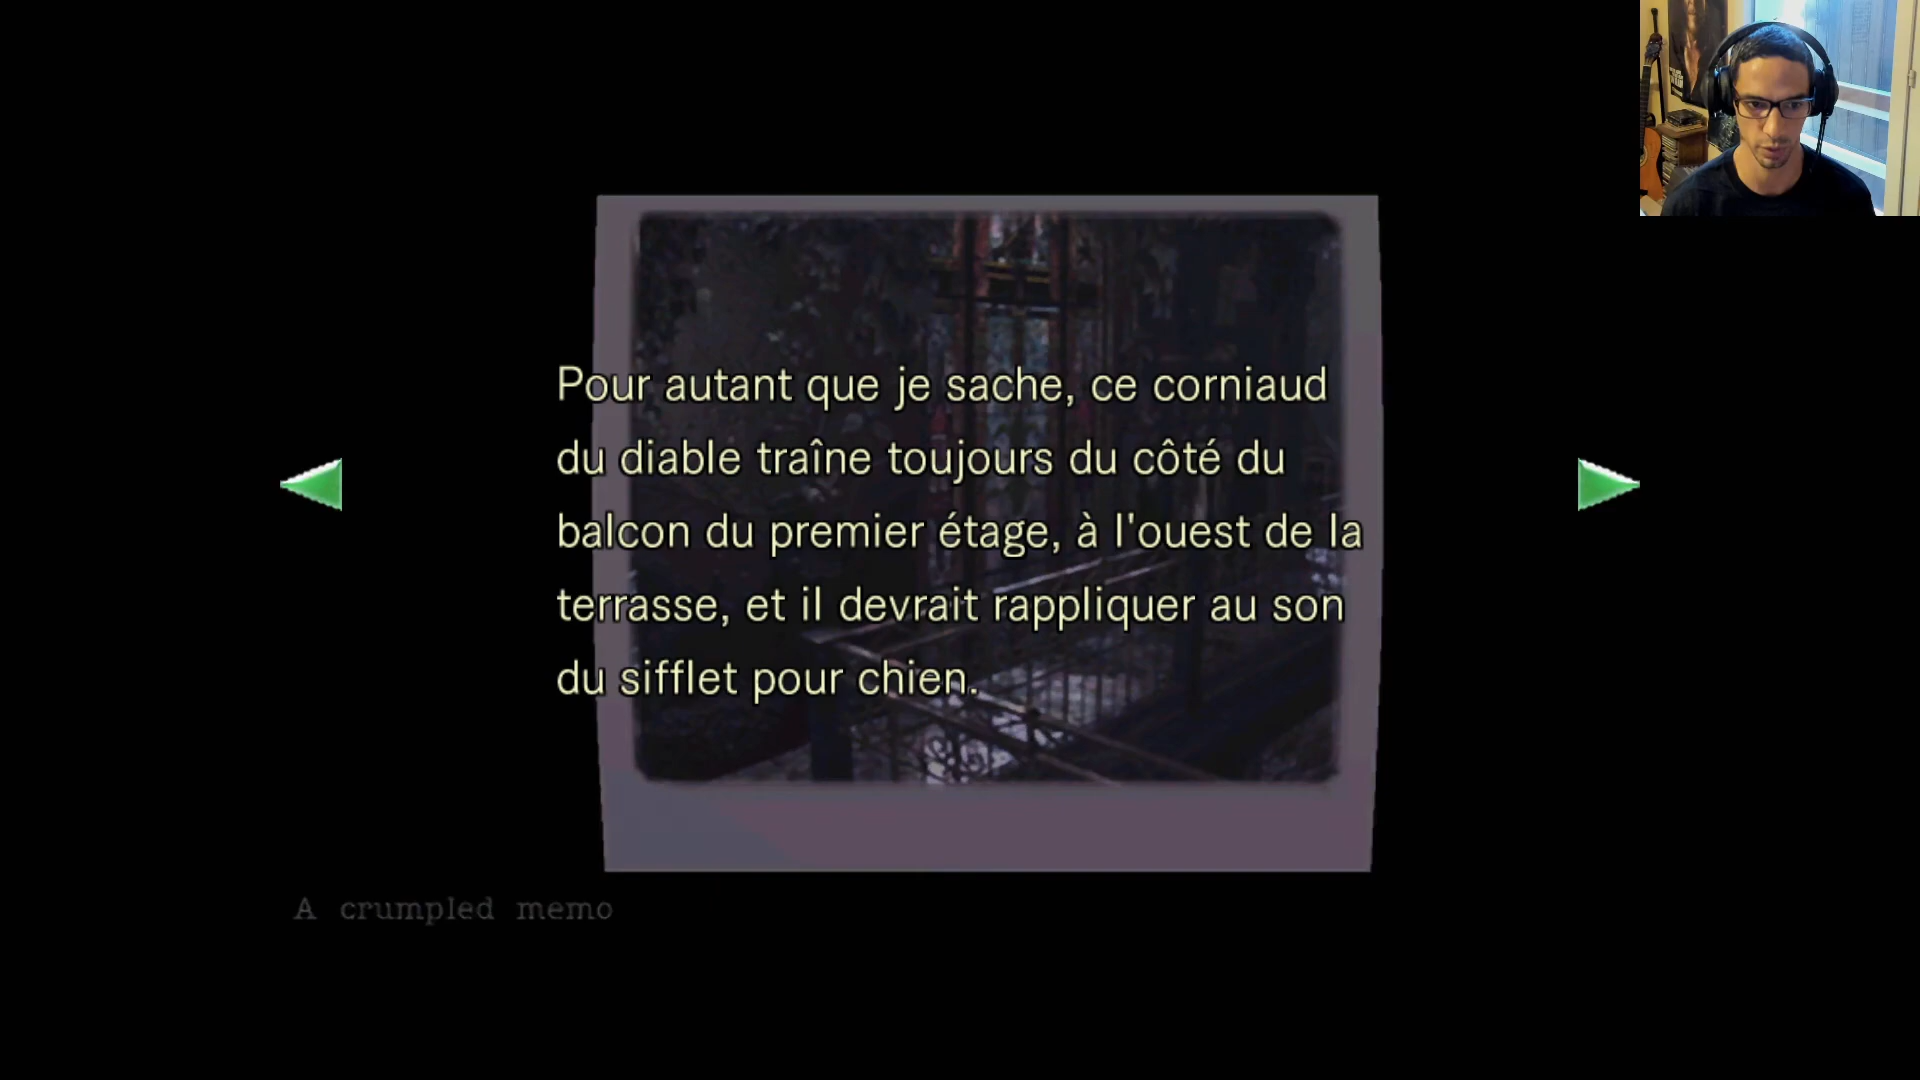 Pour autant que je sache, ce corniaud
du diable traîne toujours du côté du
balcon du premier étage, à l'ouest de la
terrasse, et il devrait rappliquer au son
du sifflet pour chien.
A crumpled memo